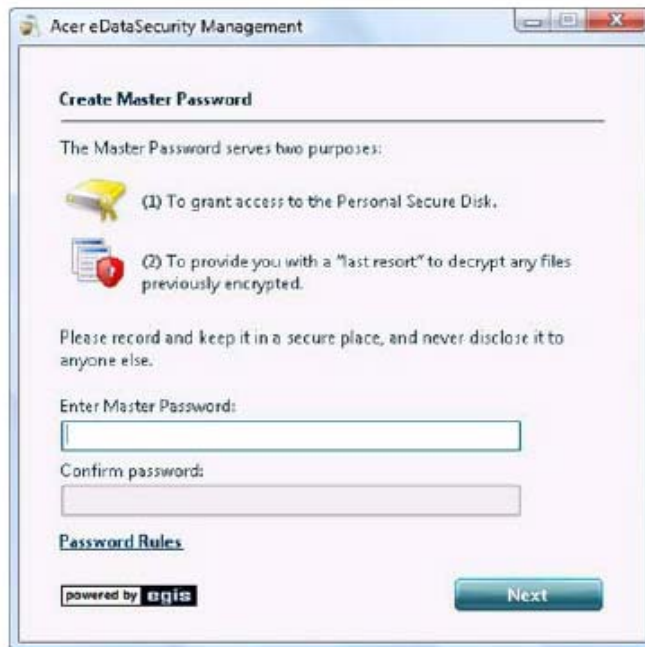 Acer eDataSecurity Management
Create Master Password
The Master Password serves two purposes:
(1) To grant access to the Personal Secure Disk.
(2) To provide you with a "last resort" to decrypt any files
previously encrypted.
Please record and keep it in a secure place, and never disclose it to
anyone else.
Enter Master Password:
Confirm password:
Password Rules
powered by egis
Next